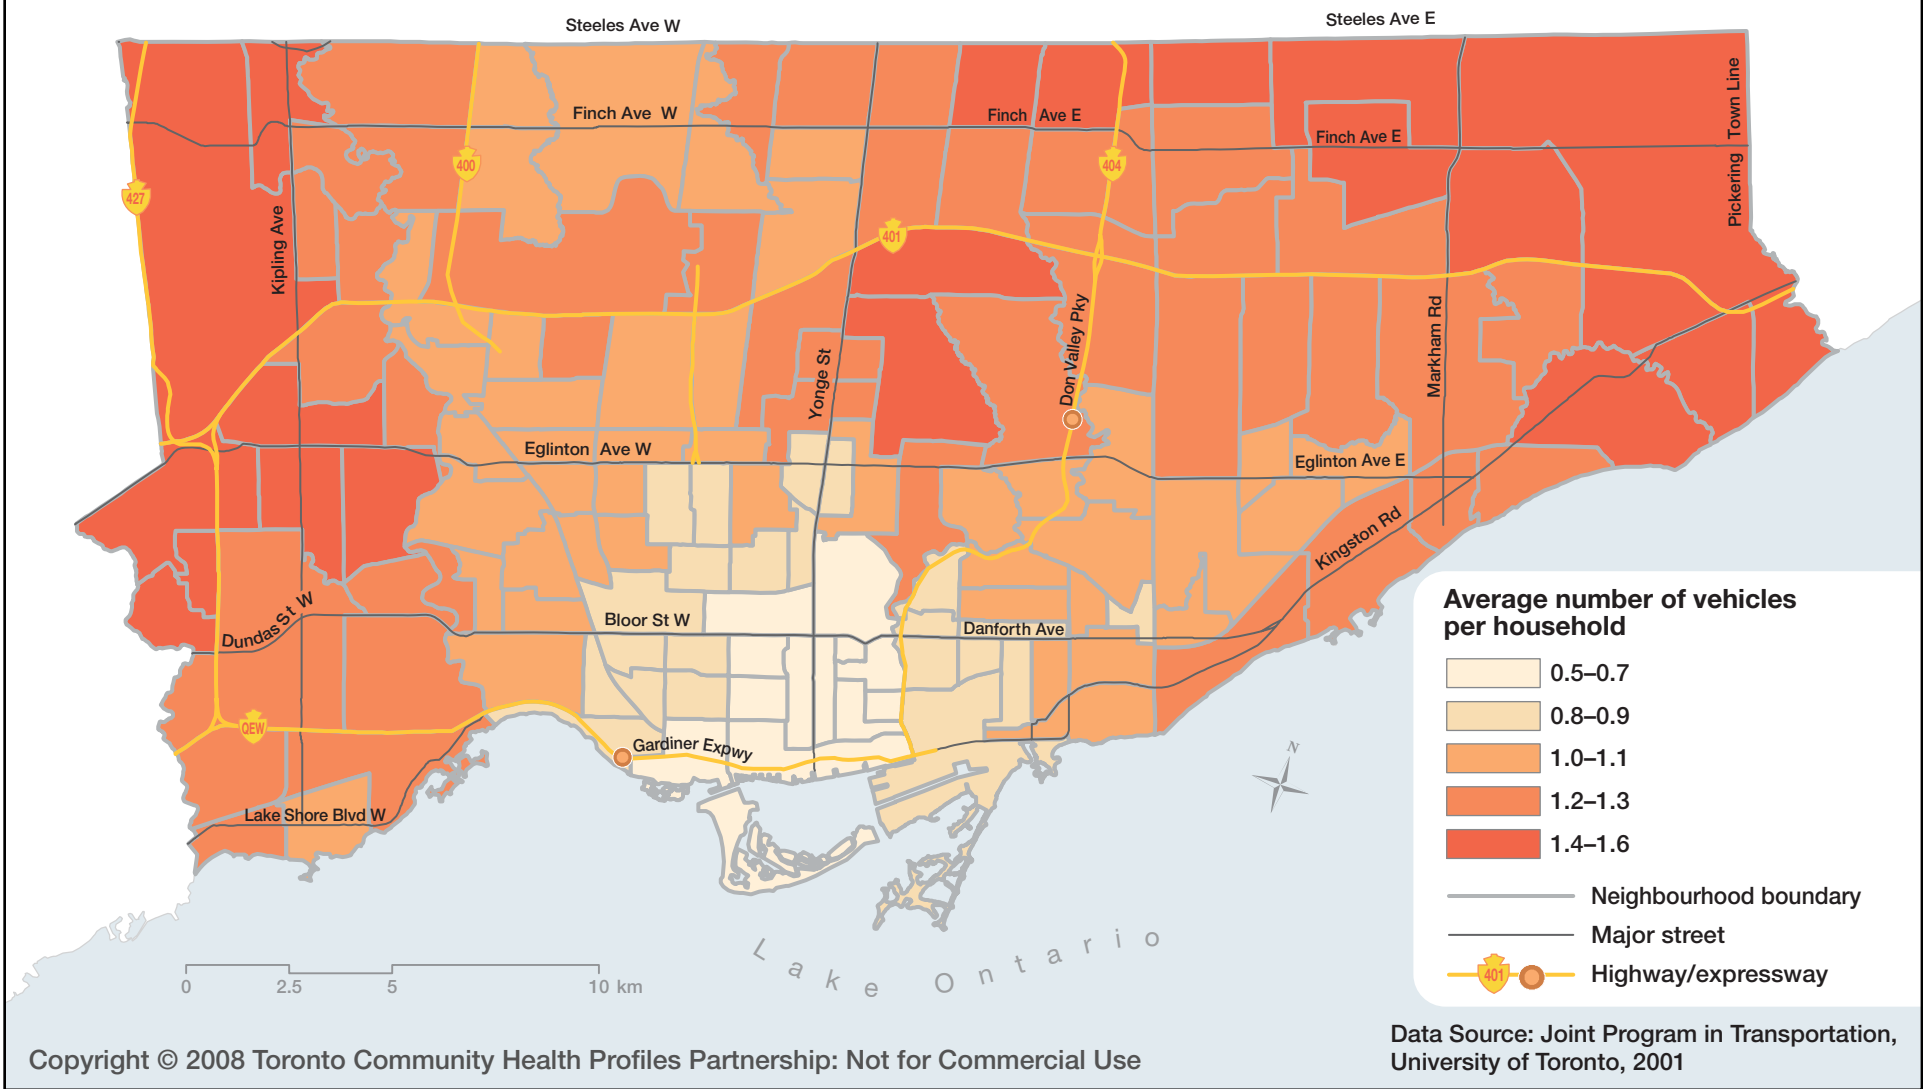 Steeles Ave W
Steeles Ave E
Finch Ave W
Finch Ave E
Finch Ave E
Pickering Town Line
427
400
404
401
Kipling Ave
Yonge St
Don Valley Pky
Markham Rd
Eglinton Ave W
Eglinton Ave E
Kingston Rd
Dundas St W
Bloor St W
Danforth Ave
QEW
Gardiner Expwy
Lake Shore Blvd W
N
Lake Ontario
0 2.5 5 10 km
Average number of vehicles
per household
0.5–0.7
0.8–0.9
1.0–1.1
1.2–1.3
1.4–1.6
Neighbourhood boundary
Major street
401 Highway/expressway
Data Source: Joint Program in Transportation,
University of Toronto, 2001
Copyright © 2008 Toronto Community Health Profiles Partnership: Not for Commercial Use